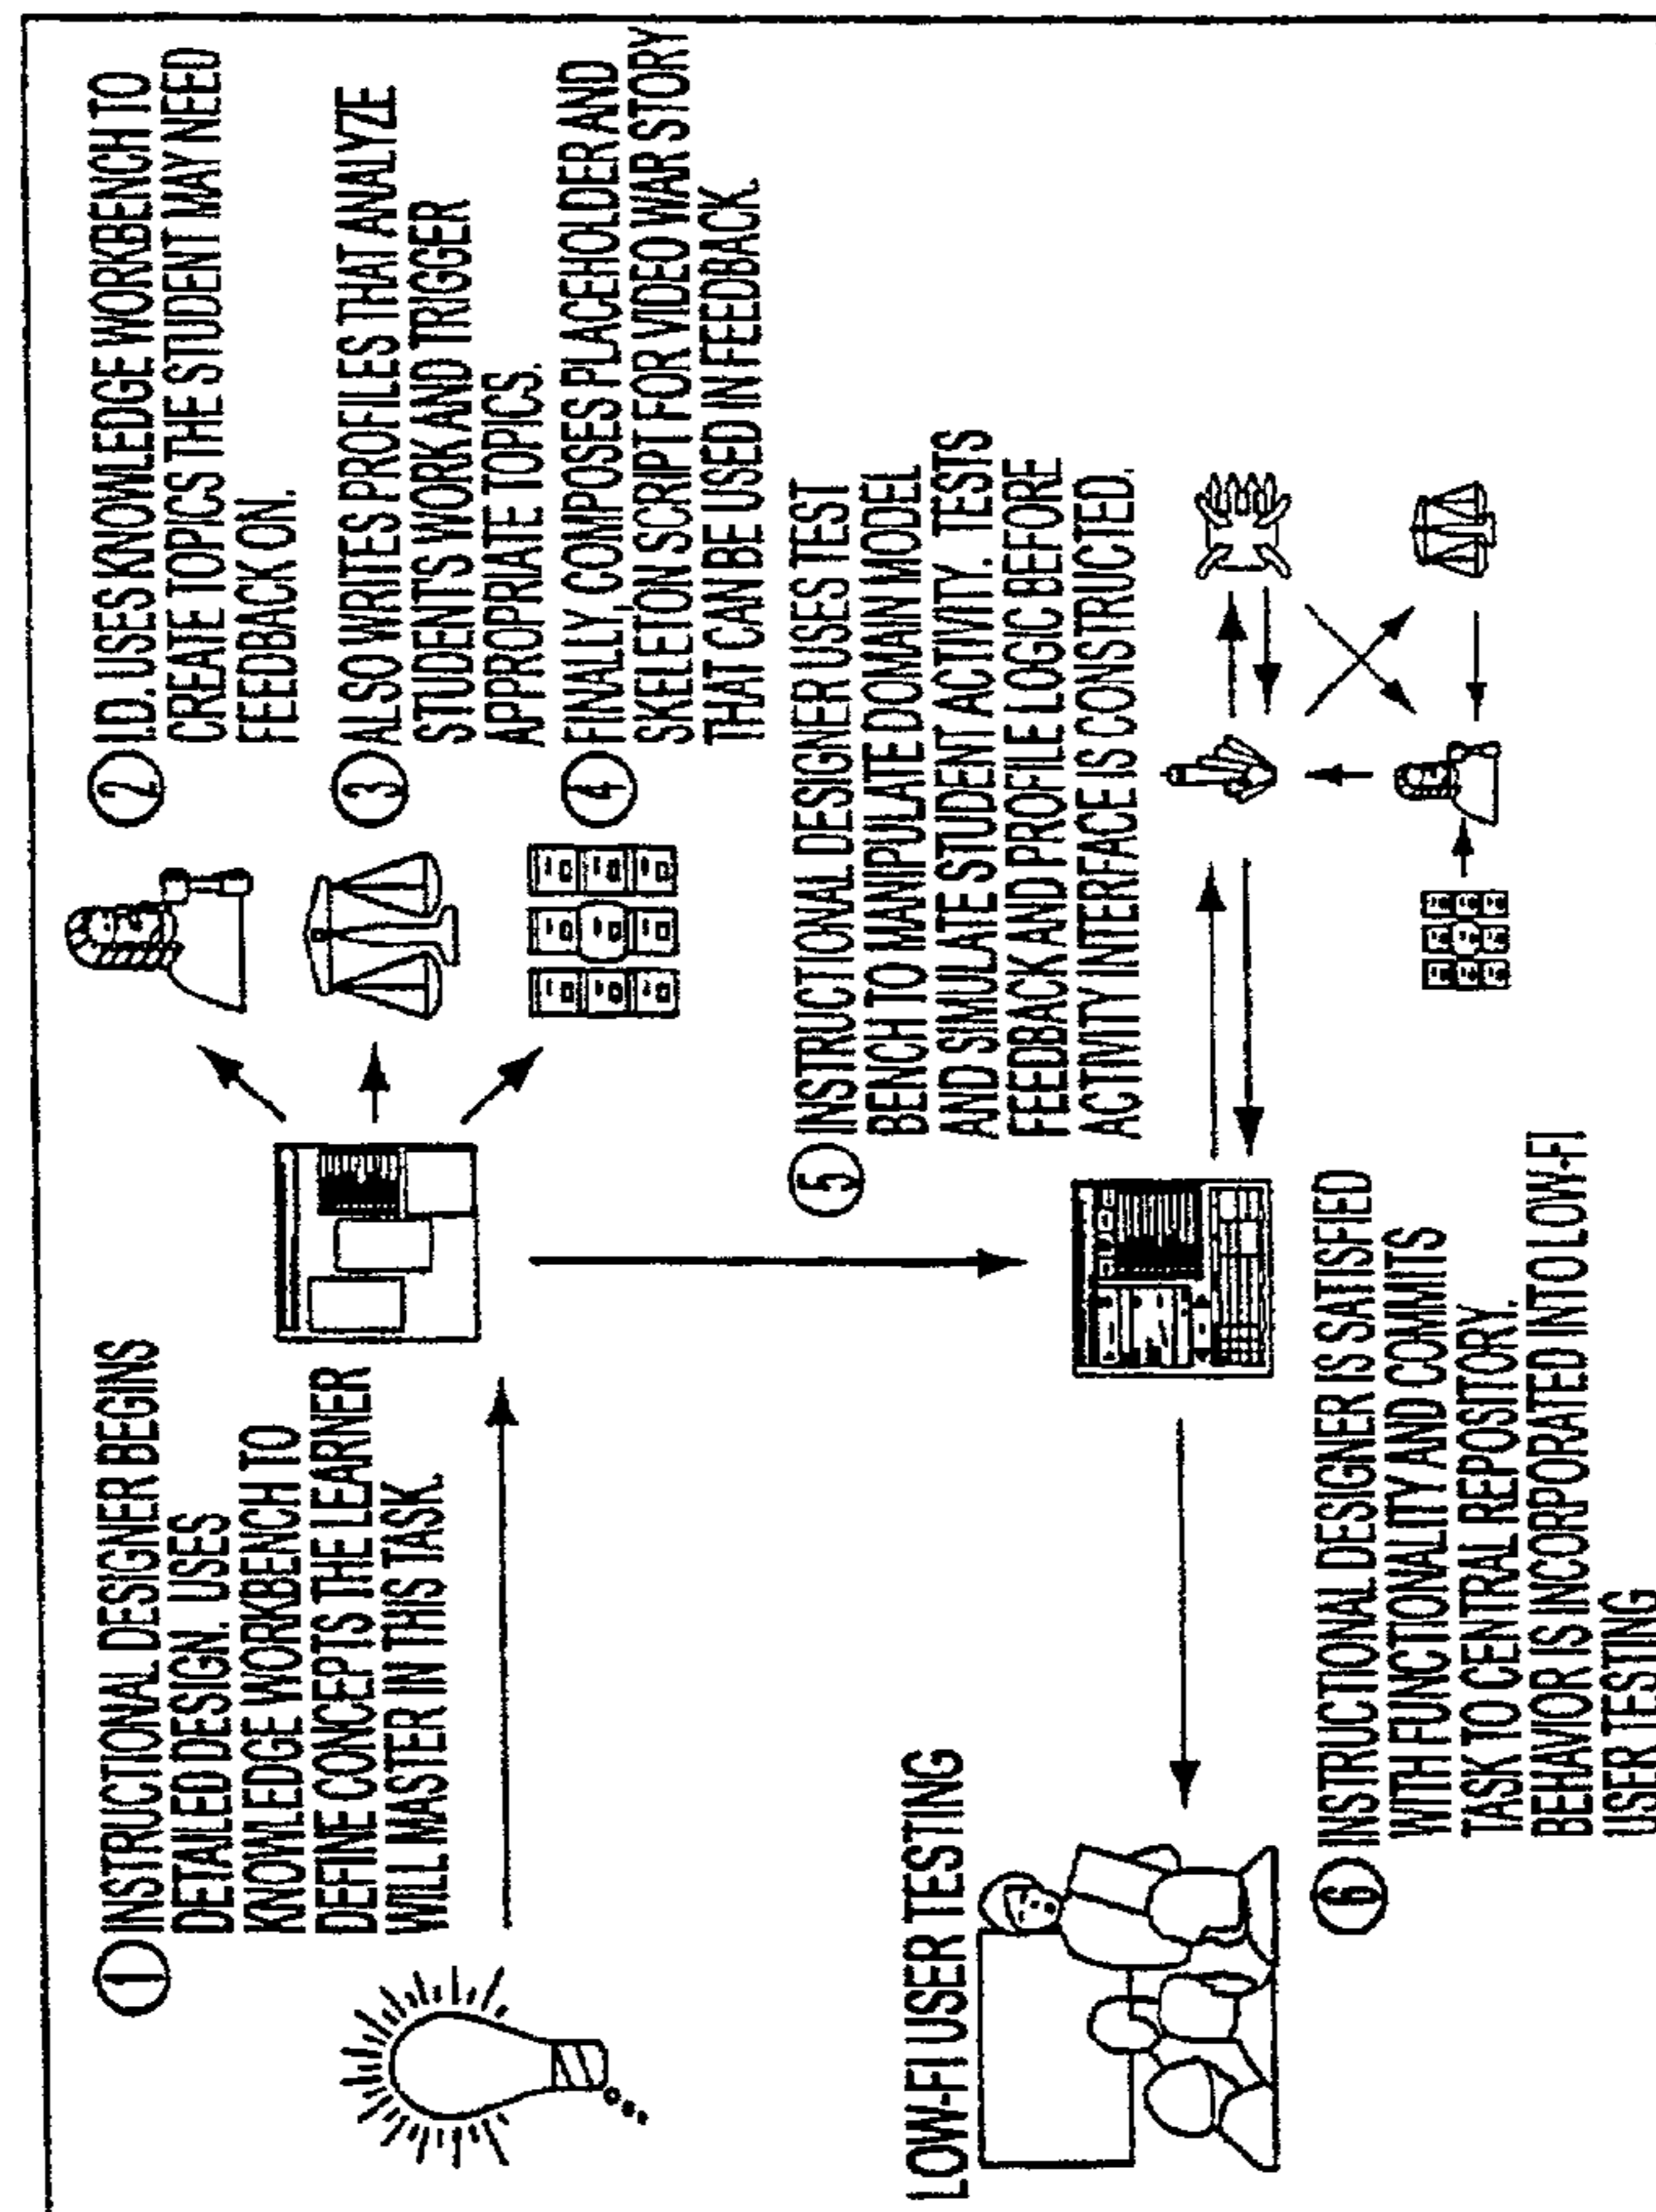 ① INSTRUCTIONAL DESIGNER BEGINS
DETAILED DESIGN. USES
KNOWLEDGE WORKBENCH TO
DEFINE CONCEPTS THE LEARNER
WILL MASTER IN THIS TASK.
② I.D. USES KNOWLEDGE WORKBENCH TO
CREATE TOPICS THE STUDENT MAY NEED
FEEDBACK ON.
③ ALSO WRITES PROFILES THAT ANALYZE
STUDENTS WORK AND TRIGGER
APPROPRIATE TOPICS.
④ FINALLY, COMPOSES PLACEHOLDER AND
SKELETON SCRIPT FOR VIDEO WAR STORY
THAT CAN BE USED IN FEEDBACK.
⑤ INSTRUCTIONAL DESIGNER USES TEST
BENCH TO MANIPULATE DOMAIN MODEL
AND SIMULATE STUDENT ACTIVITY. TESTS
FEEDBACK AND PROFILE LOGIC BEFORE
ACTIVITY INTERFACE IS CONSTRUCTED.
LOW-FI USER TESTING
⑥ INSTRUCTIONAL DESIGNER IS SATISFIED
WITH FUNCTIONALITY AND COMMITS
TASK TO CENTRAL REPOSITORY.
BEHAVIOR IS INCORPORATED INTO LOW-FI
USER TESTING